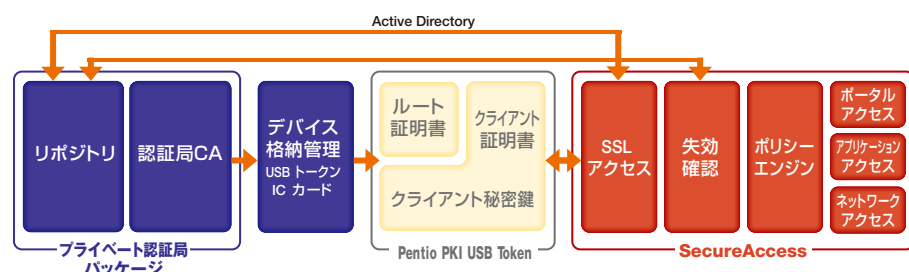 Active Directory
リポジトリ
認証局CA
プライベート認証局
パッケージ
デバイス
格納管理
USB トークン
IC カード
ルート
証明書
クライアント
証明書
クライアント秘密鍵
Pentio PKI USB Token
SSL
アクセス
失効
確認
ポリシー
エンジン
ポータル
アクセス
アプリケーション
アクセス
ネットワーク
アクセス
SecureAccess